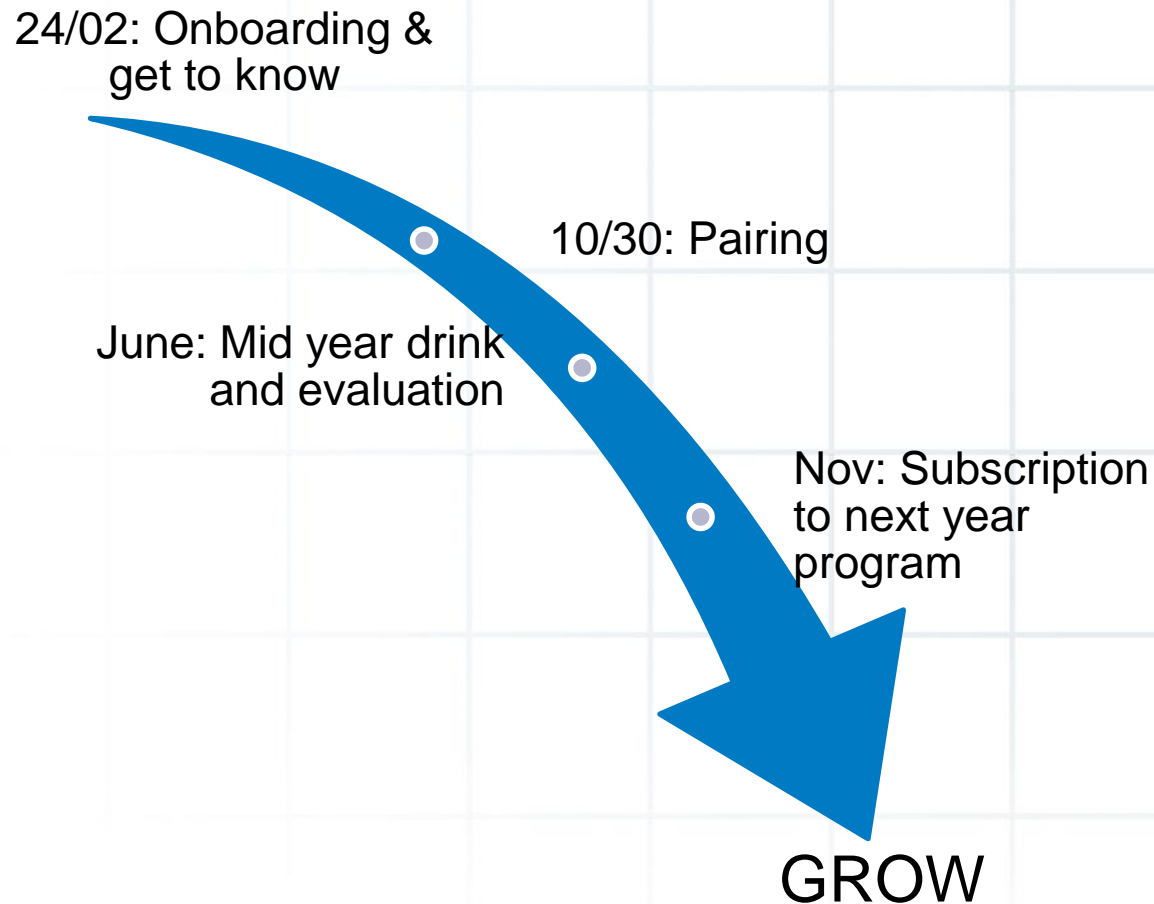 24/02: Onboarding &
get to know
10/30: Pairing
June: Mid year drink
and evaluation
Nov: Subscription
to next year
program
GROW